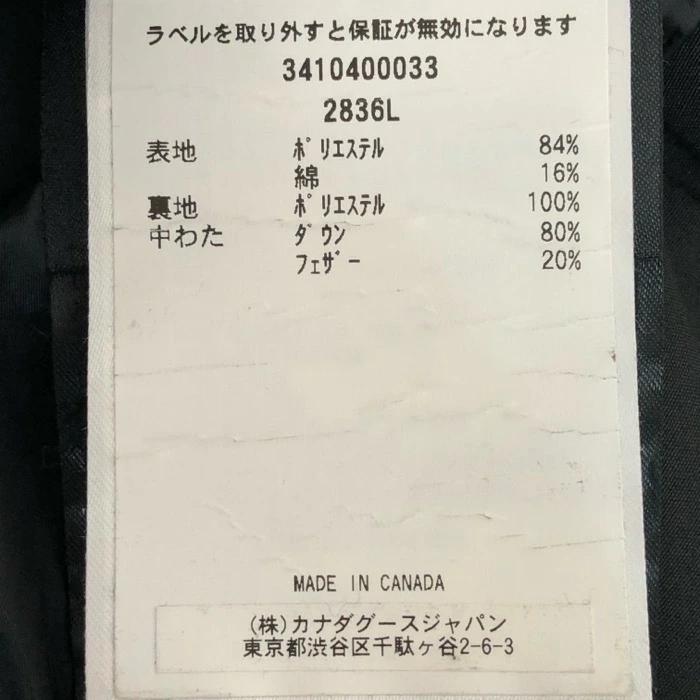 ラベルを取り外すと保証が無効になります
3410400033
2836L
表地 ﾎﾟﾘｴｽﾃﾙ 84%
綿 16%
裏地 ﾎﾟﾘｴｽﾃﾙ 100%
中わた ﾀﾞｳﾝ 80%
ﾌｪｻﾞｰ 20%
MADE IN CANADA
(株)カナダグースジャパン
東京都渋谷区千駄ヶ谷2-6-3